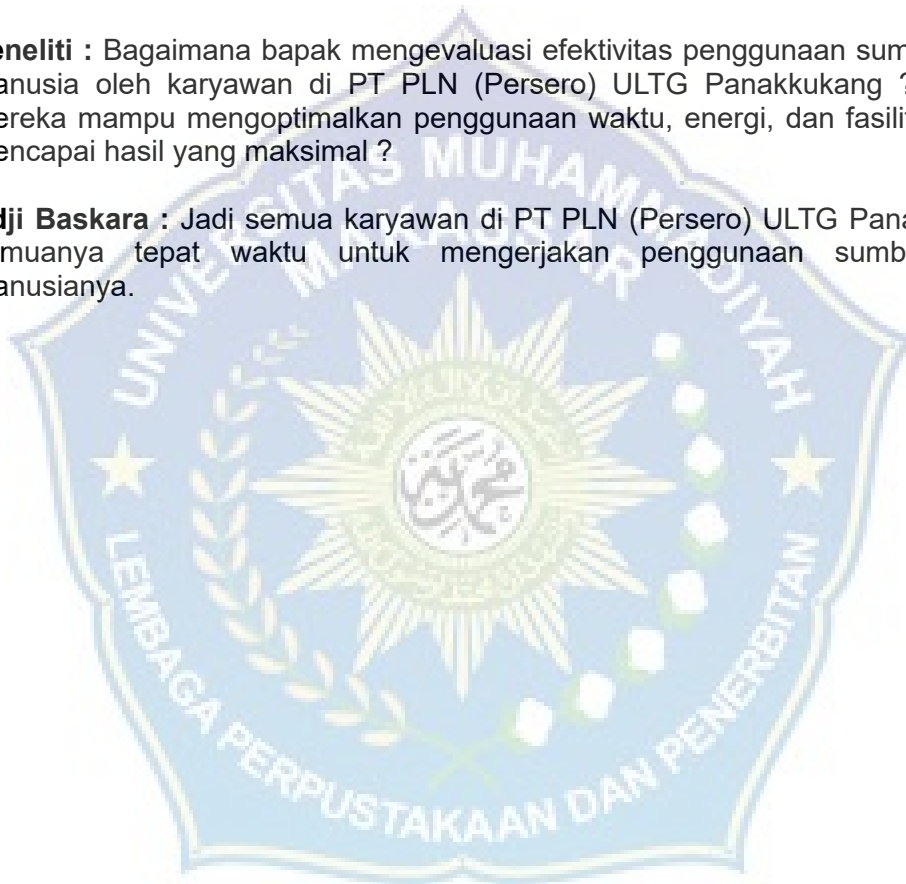 eneliti : Bagaimana bapak mengevaluasi efektivitas penggunaan sum
anusia oleh karyawan di PT PLN (Persero) ULTG Panakkukang ?
ereka mampu mengoptimalkan penggunaan waktu, energi, dan fasilit
encapai hasil yang maksimal ?
dji Baskara : Jadi semua karyawan di PT PLN (Persero) ULTG Pana
muanya tepat waktu untuk mengerjakan penggunaan sumb
anusianya.
UNIVERSITAS MUHAMMADIYAH
MAKASSAR
LEMBAGA PERPUSTAKAAN DAN PENERBITAN